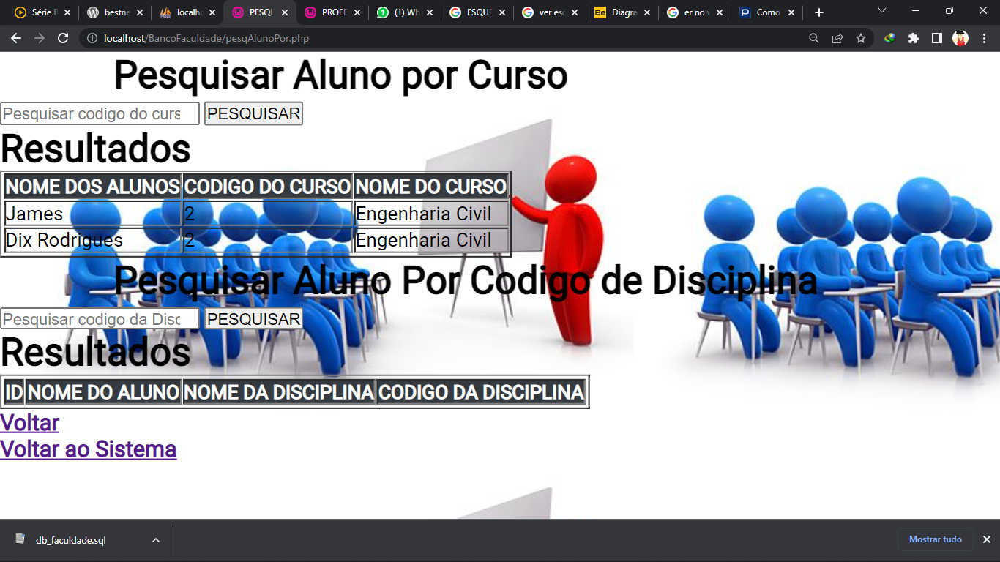 Série B
bestne
localho
PESQU
PROFE
(1) Wh
ESQUE
ver esc
Be Diagra
er no w
Como
localhost/BancoFaculdade/pesqAlunoPor.php
Pesquisar Aluno por Curso
Pesquisar codigo do curs PESQUISAR
Resultados
NOME DOS ALUNOS CODIGO DO CURSO NOME DO CURSO
James 2 Engenharia Civil
Dix Rodrigues 2 Engenharia Civil
Pesquisar Aluno Por Codigo de Disciplina
Pesquisar codigo da Disc PESQUISAR
Resultados
ID NOME DO ALUNO NOME DA DISCIPLINA CODIGO DA DISCIPLINA
Voltar
Voltar ao Sistema
db_faculdade.sql
Mostrar tudo